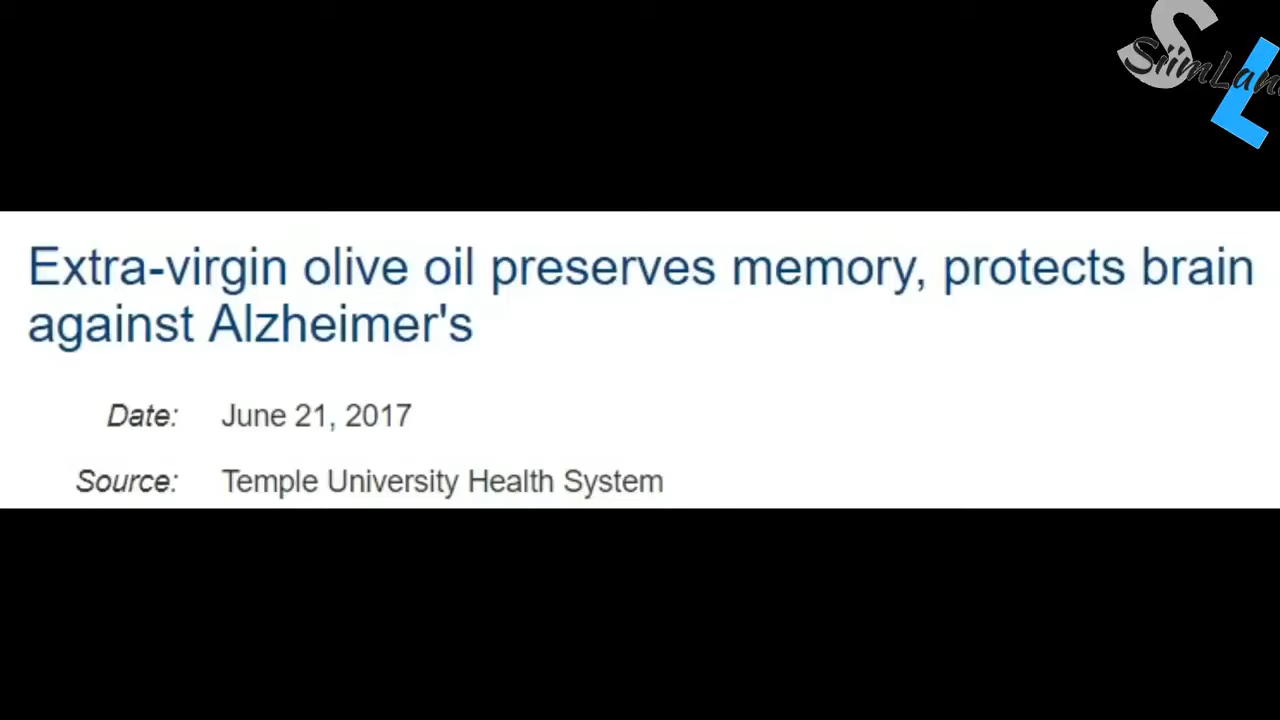 S
SiimLan
L
Extra-virgin olive oil preserves memory, protects brain
against Alzheimer's
Date: June 21, 2017
Source: Temple University Health System